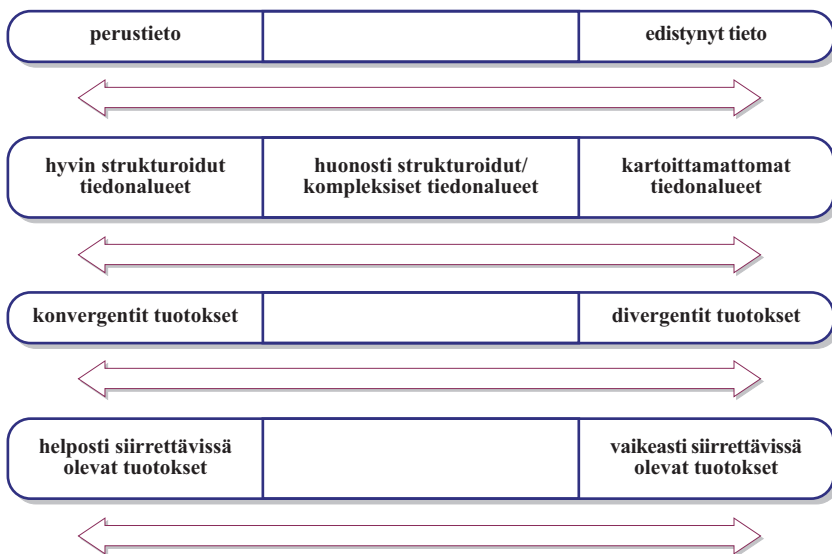 perustieto
edistynyt tieto
hyvin strukturoidut
tiedonalueet
huonosti strukturoidut/
kompleksiset tiedonalueet
kartoittamattomat
tiedonalueet
konvergentit tuotokset
divergentit tuotokset
helposti siirrettävissä
olevat tuotokset
vaikeasti siirrettävissä
olevat tuotokset